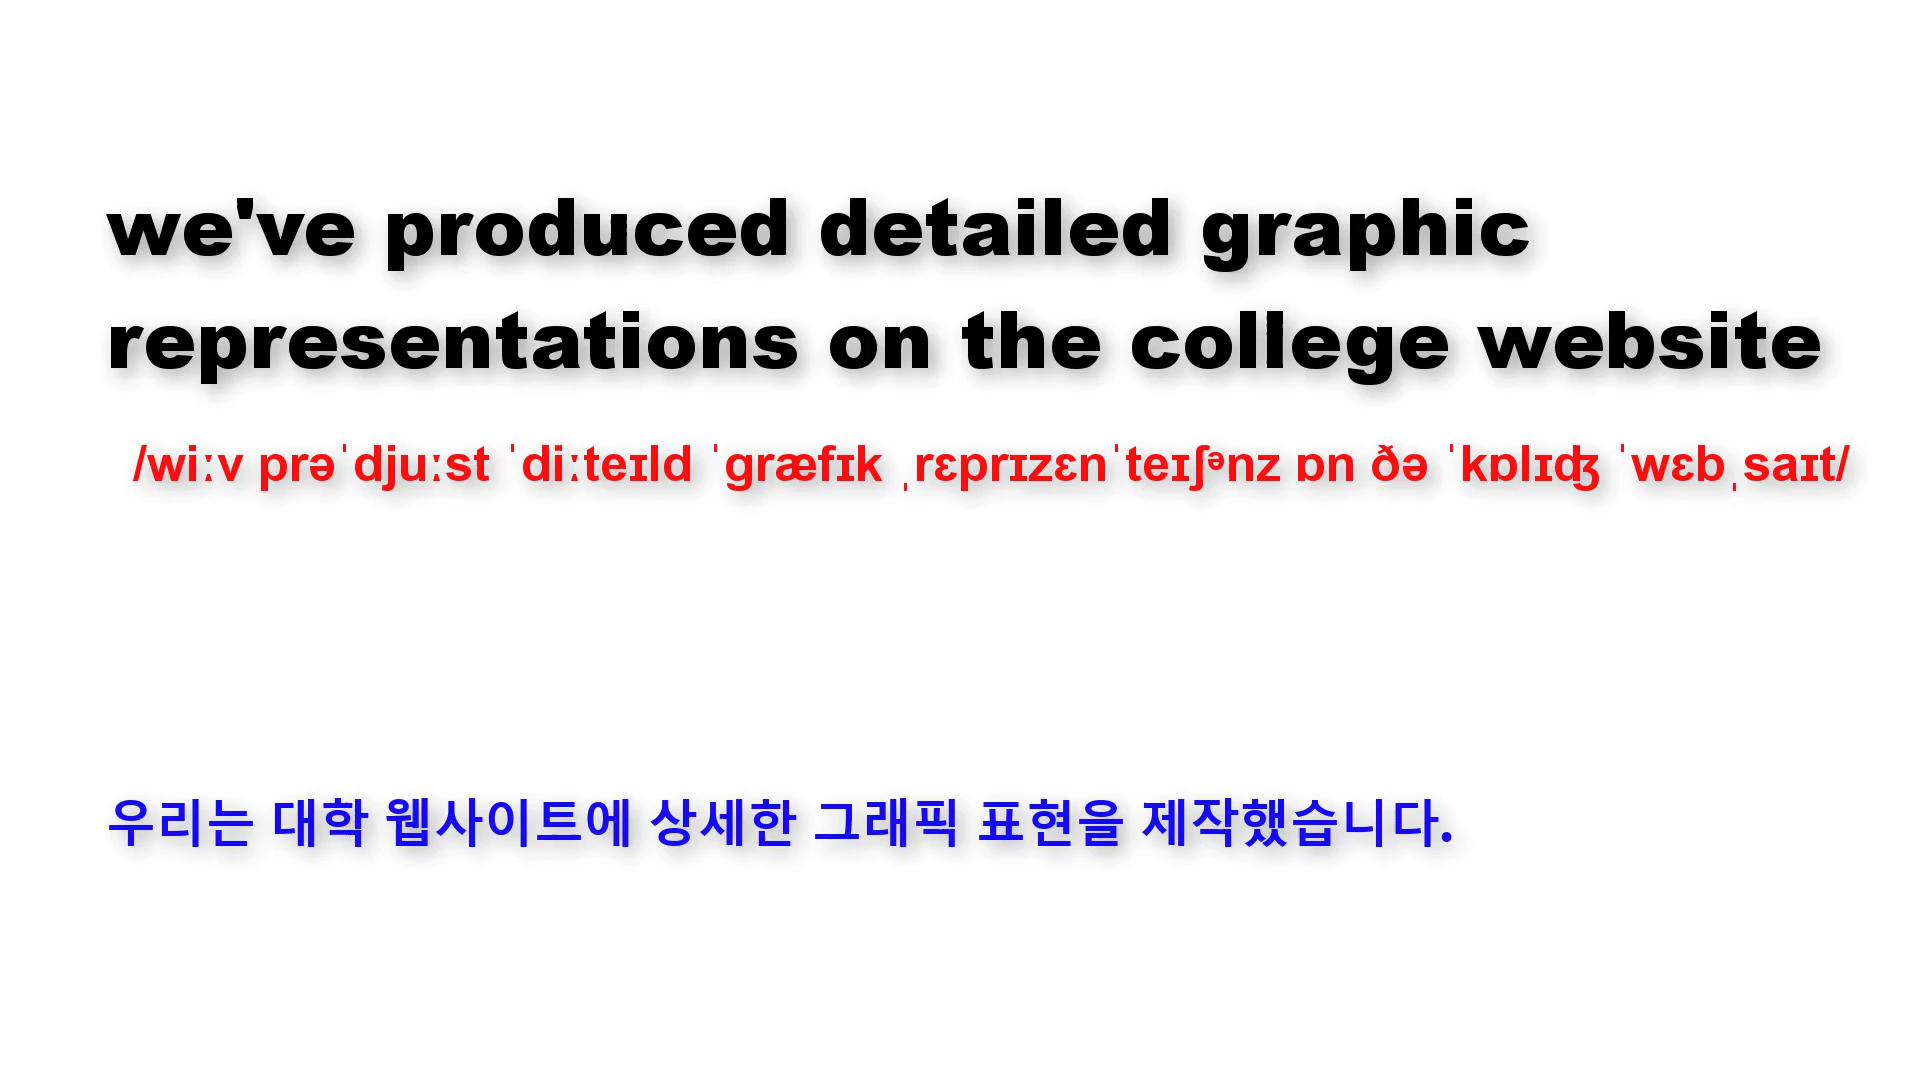 we've produced detailed graphic
representations on the college website
/wiːv prəˈdjuːst ˈdiːteɪld ˈgræfɪk ˌrɛprɪzɛnˈteɪʃᵊnz ɒn ðə ˈkɒlɪʤ ˈwɛbˌsaɪt/
우리는 대학 웹사이트에 상세한 그래픽 표현을 제작했습니다.